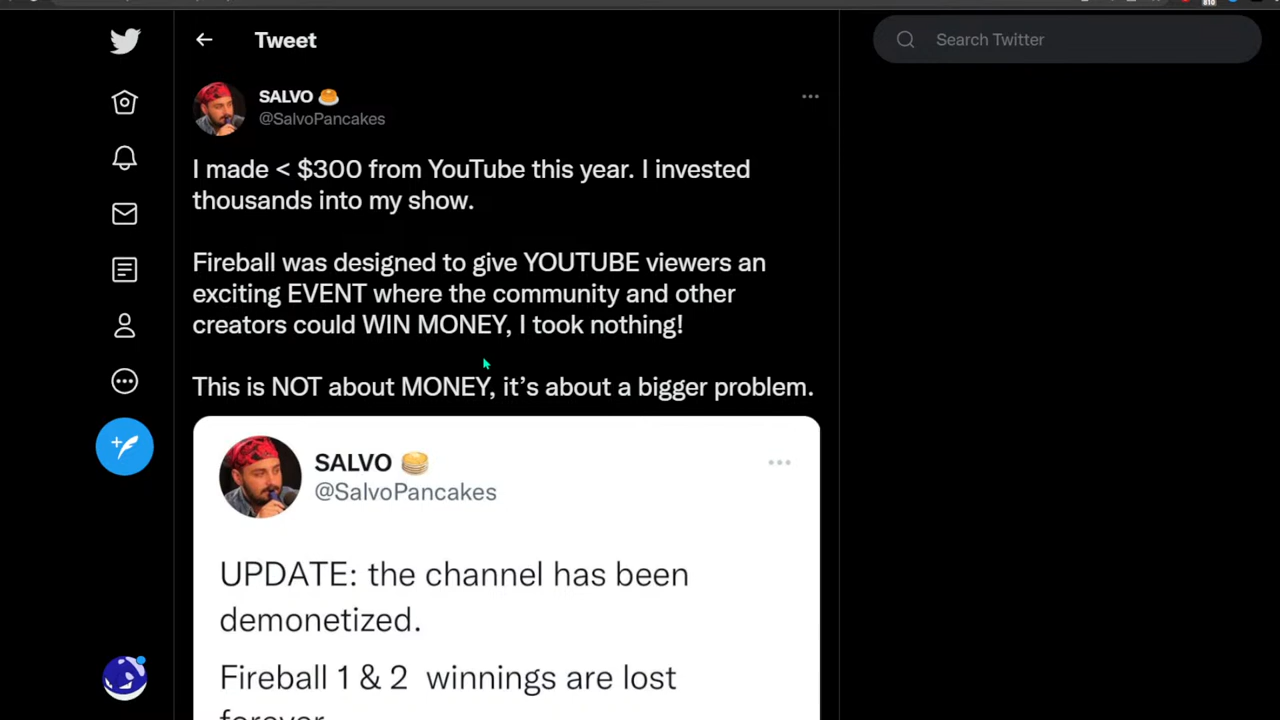 Tweet
Search Twitter
SALVO
@SalvoPancakes
I made < $300 from YouTube this year. I invested
thousands into my show.
Fireball was designed to give YOUTUBE viewers an
exciting EVENT where the community and other
creators could WIN MONEY, I took nothing!
This is NOT about MONEY, it's about a bigger problem.
SALVO
@SalvoPancakes
UPDATE: the channel has been
demonetized.
Fireball 1 & 2 winnings are lost
forever